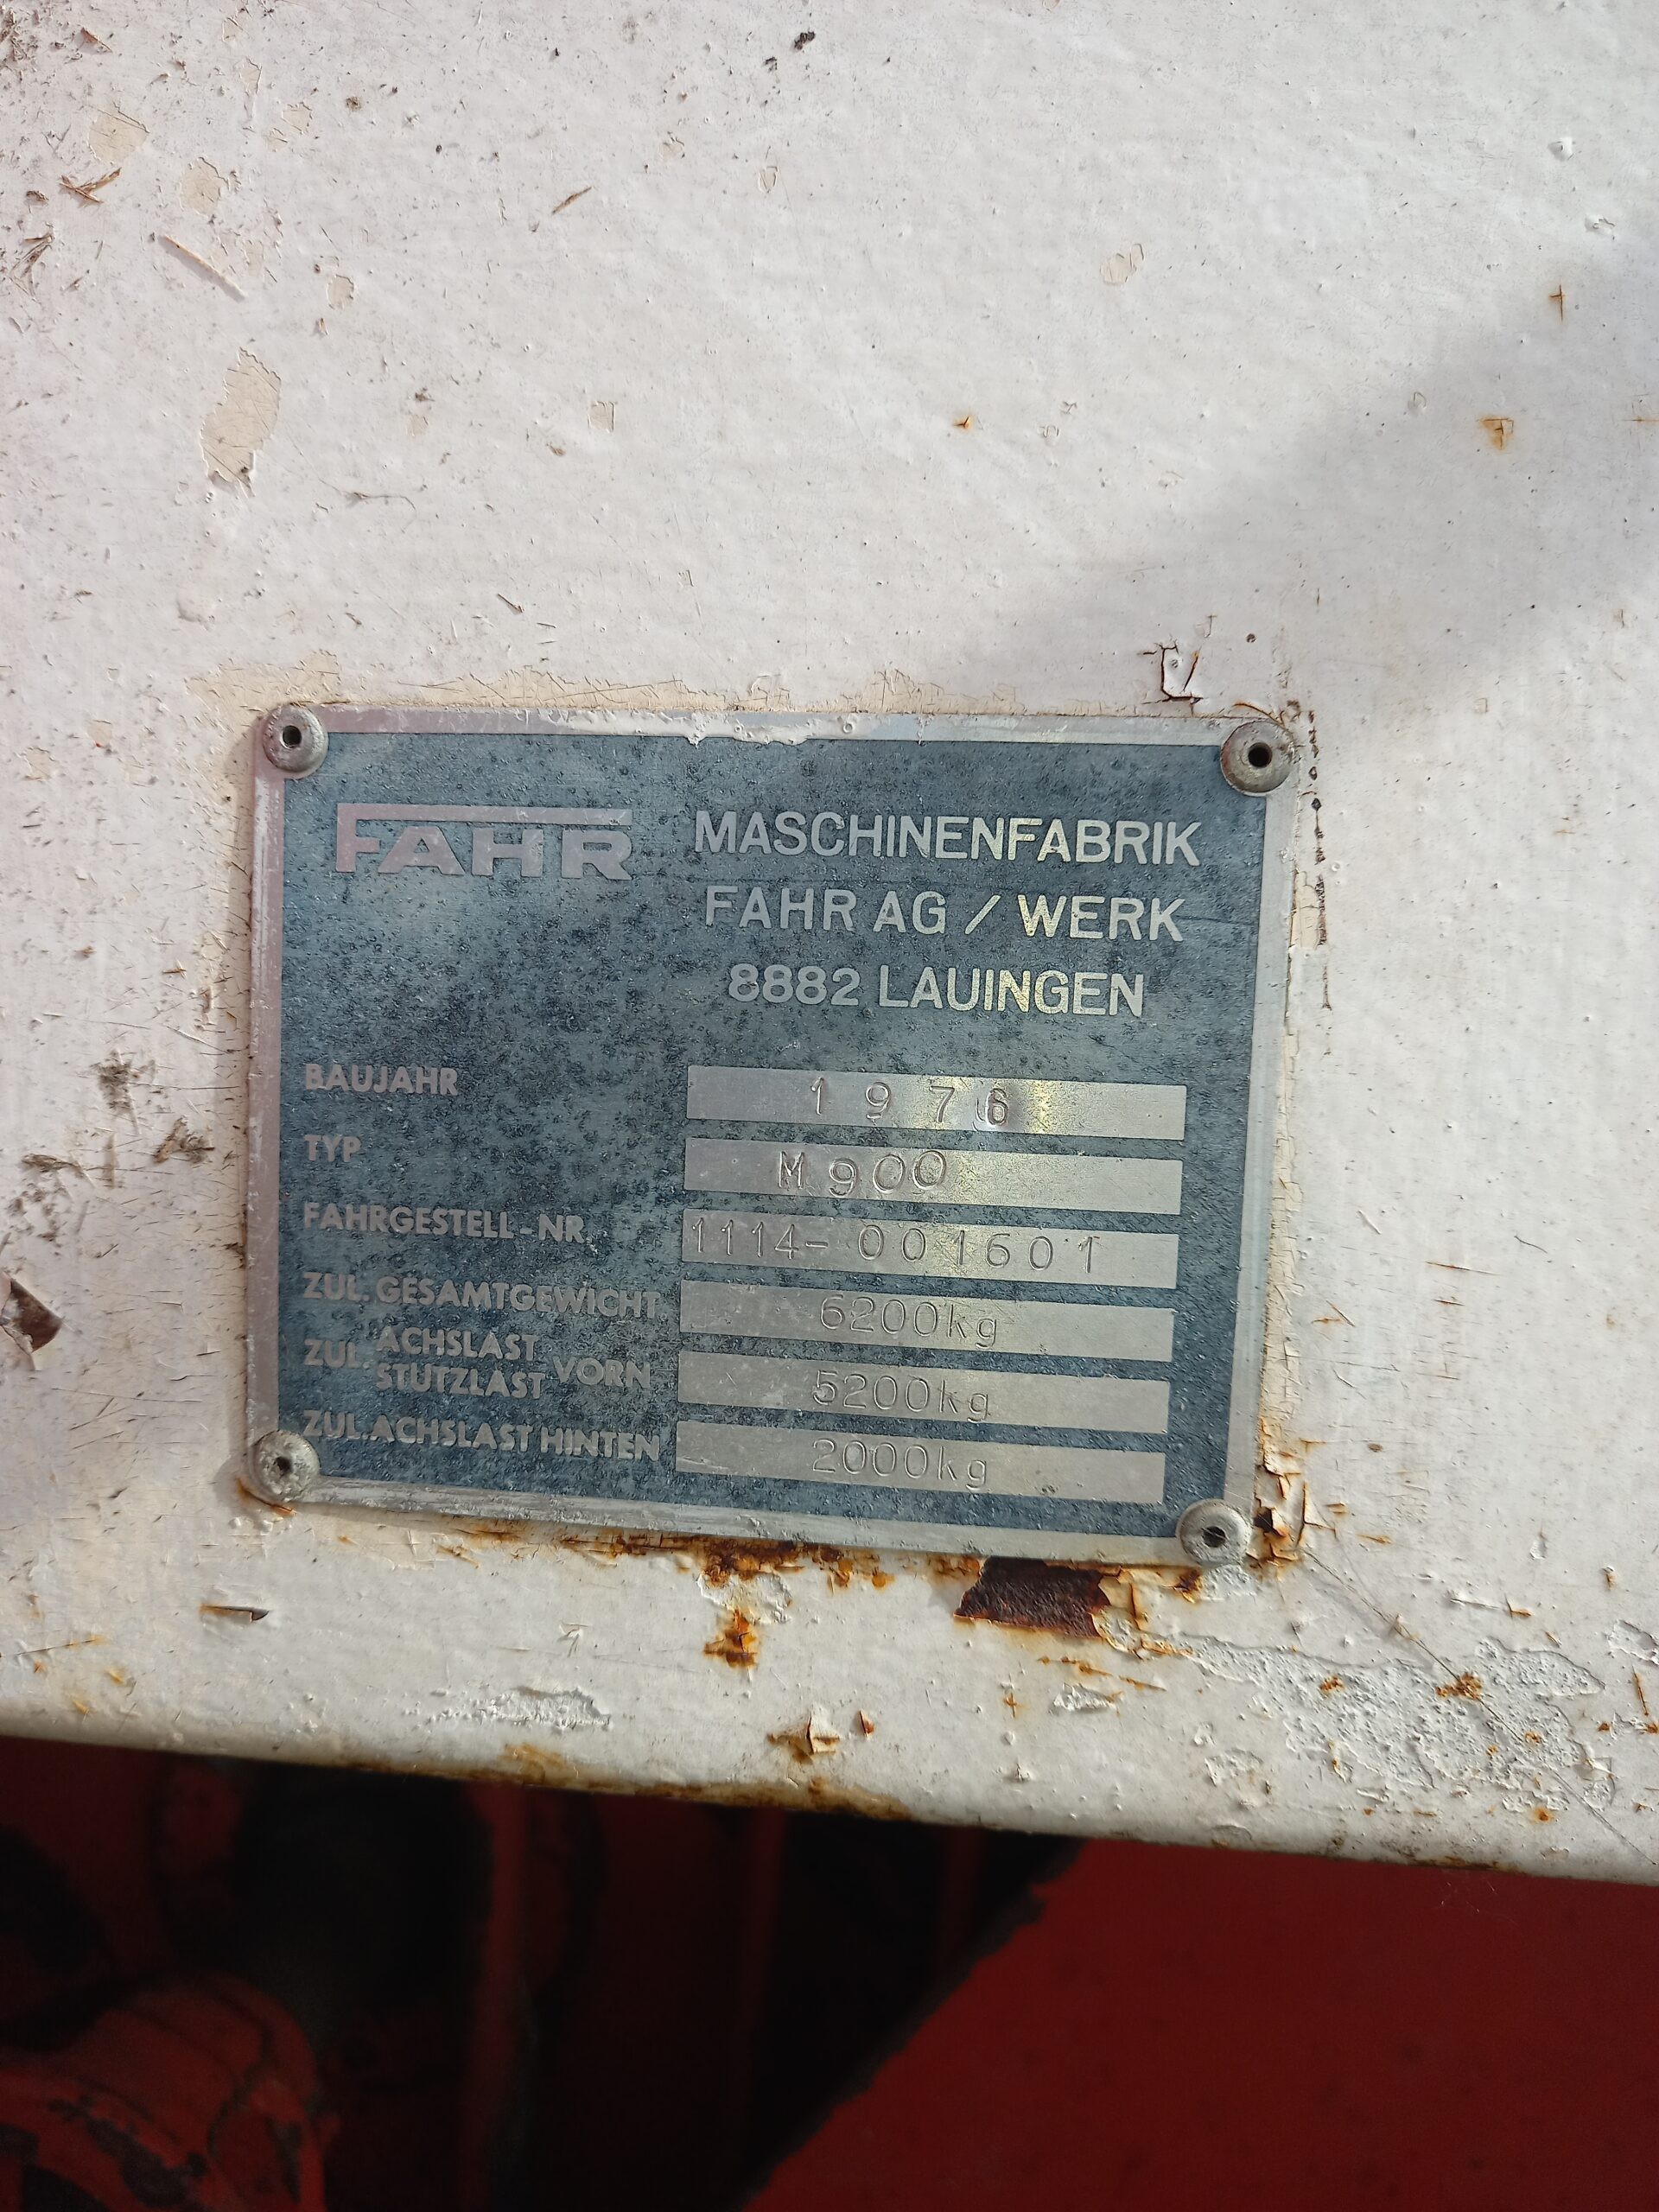 FAHR MASCHINENFABRIK
FAHR AG / WERK
8882 LAUINGEN
BAUJAHR 1976
TYP M 900
FAHRGESTELL-NR. 1114-001601
ZUL. GESAMTGEWICHT 6200kg
ZUL. ACHSLAST
STÜTZLAST VORN 5200kg
ZUL. ACHSLAST HINTEN 2000kg